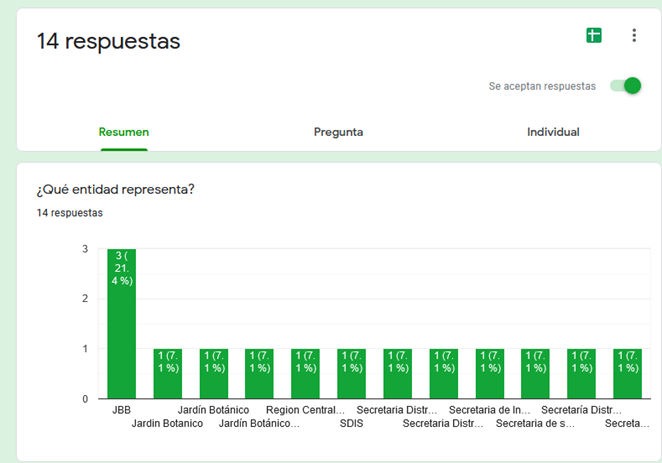 14 respuestas
Se aceptan respuestas
Resumen Pregunta Individual
¿Qué entidad representa?
14 respuestas
3
2
1
0
3 (
21.
4 %)
1 (7. 1 (7. 1 (7. 1 (7. 1 (7. 1 (7. 1 (7. 1 (7. 1 (7. 1 (7. 1 (7.
1 %) 1 %) 1 %) 1 %) 1 %) 1 %) 1 %) 1 %) 1 %) 1 %) 1 %)
JBB Jardín Botánico Region Central... Secretaria Distr... Secretaria de In... Secretaría Distr...
Jardin Botanico Jardín Botánico... SDIS Secretaria Distr... Secretaria de s... Secreta...